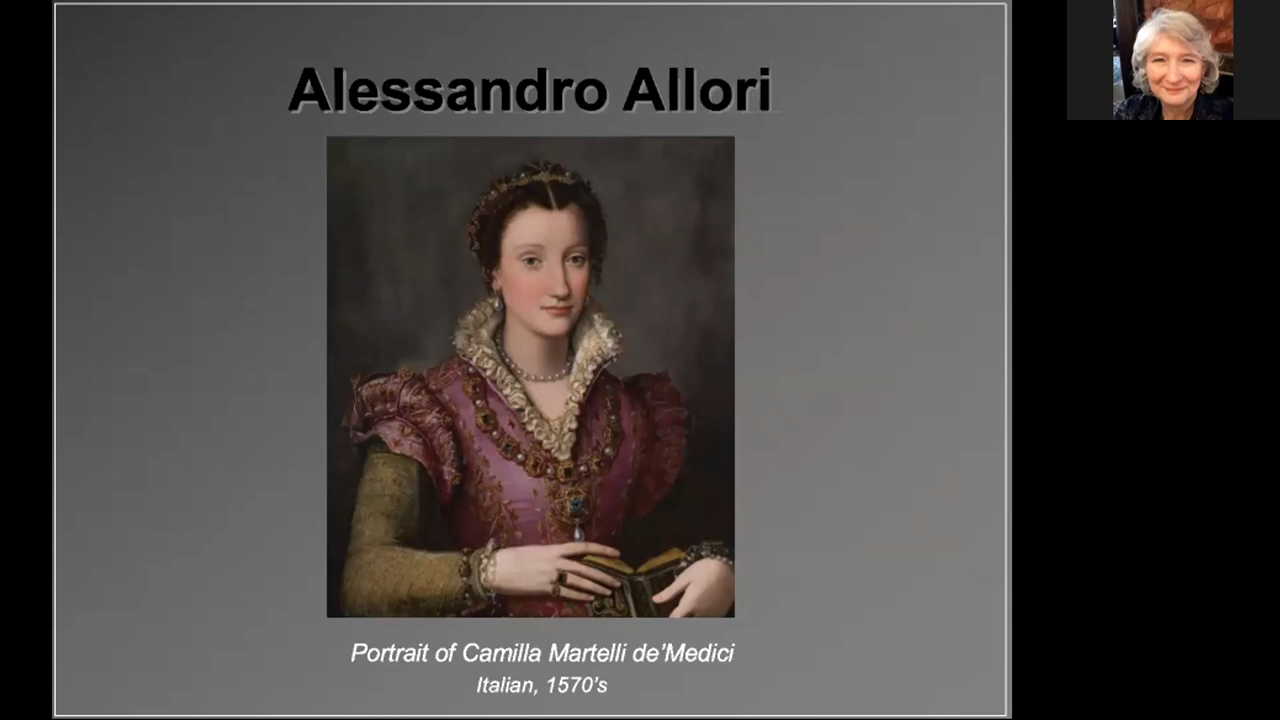 Alessandro Allori
Portrait of Camilla Martelli de’Medici
Italian, 1570’s